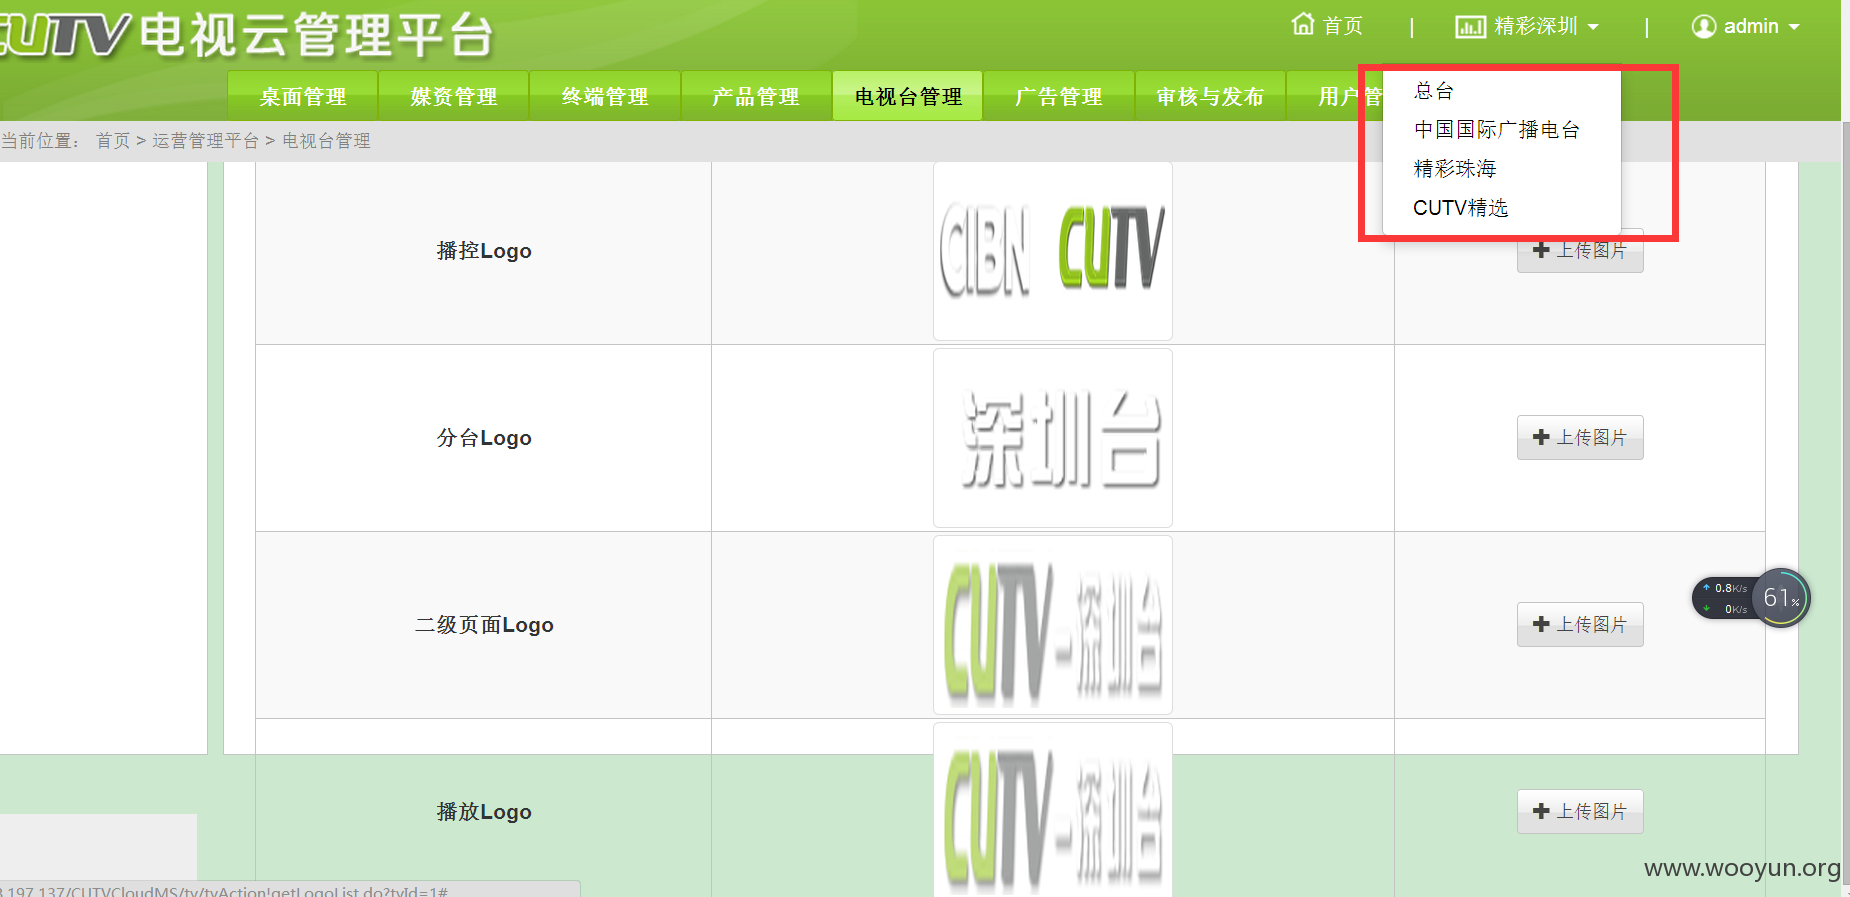 CUTV电视云管理平台
首页 | 精彩深圳 | admin
桌面管理 媒资管理 终端管理 产品管理 电视台管理 广告管理 审核与发布 用户管
总台
中国国际广播电台
精彩珠海
CUTV精选
当前位置： 首页 > 运营管理平台 > 电视台管理
播控Logo
CIBN CUTV
上传图片
分台Logo
深圳台
上传图片
二级页面Logo
CUTV-深圳台
上传图片
0.8K/s
0K/s
61%
播放Logo
CUTV-深圳台
上传图片
www.wooyun.org
.197.137/CUTVCloudMS/tv/tvAction!getLogoList.do?tvId=1#